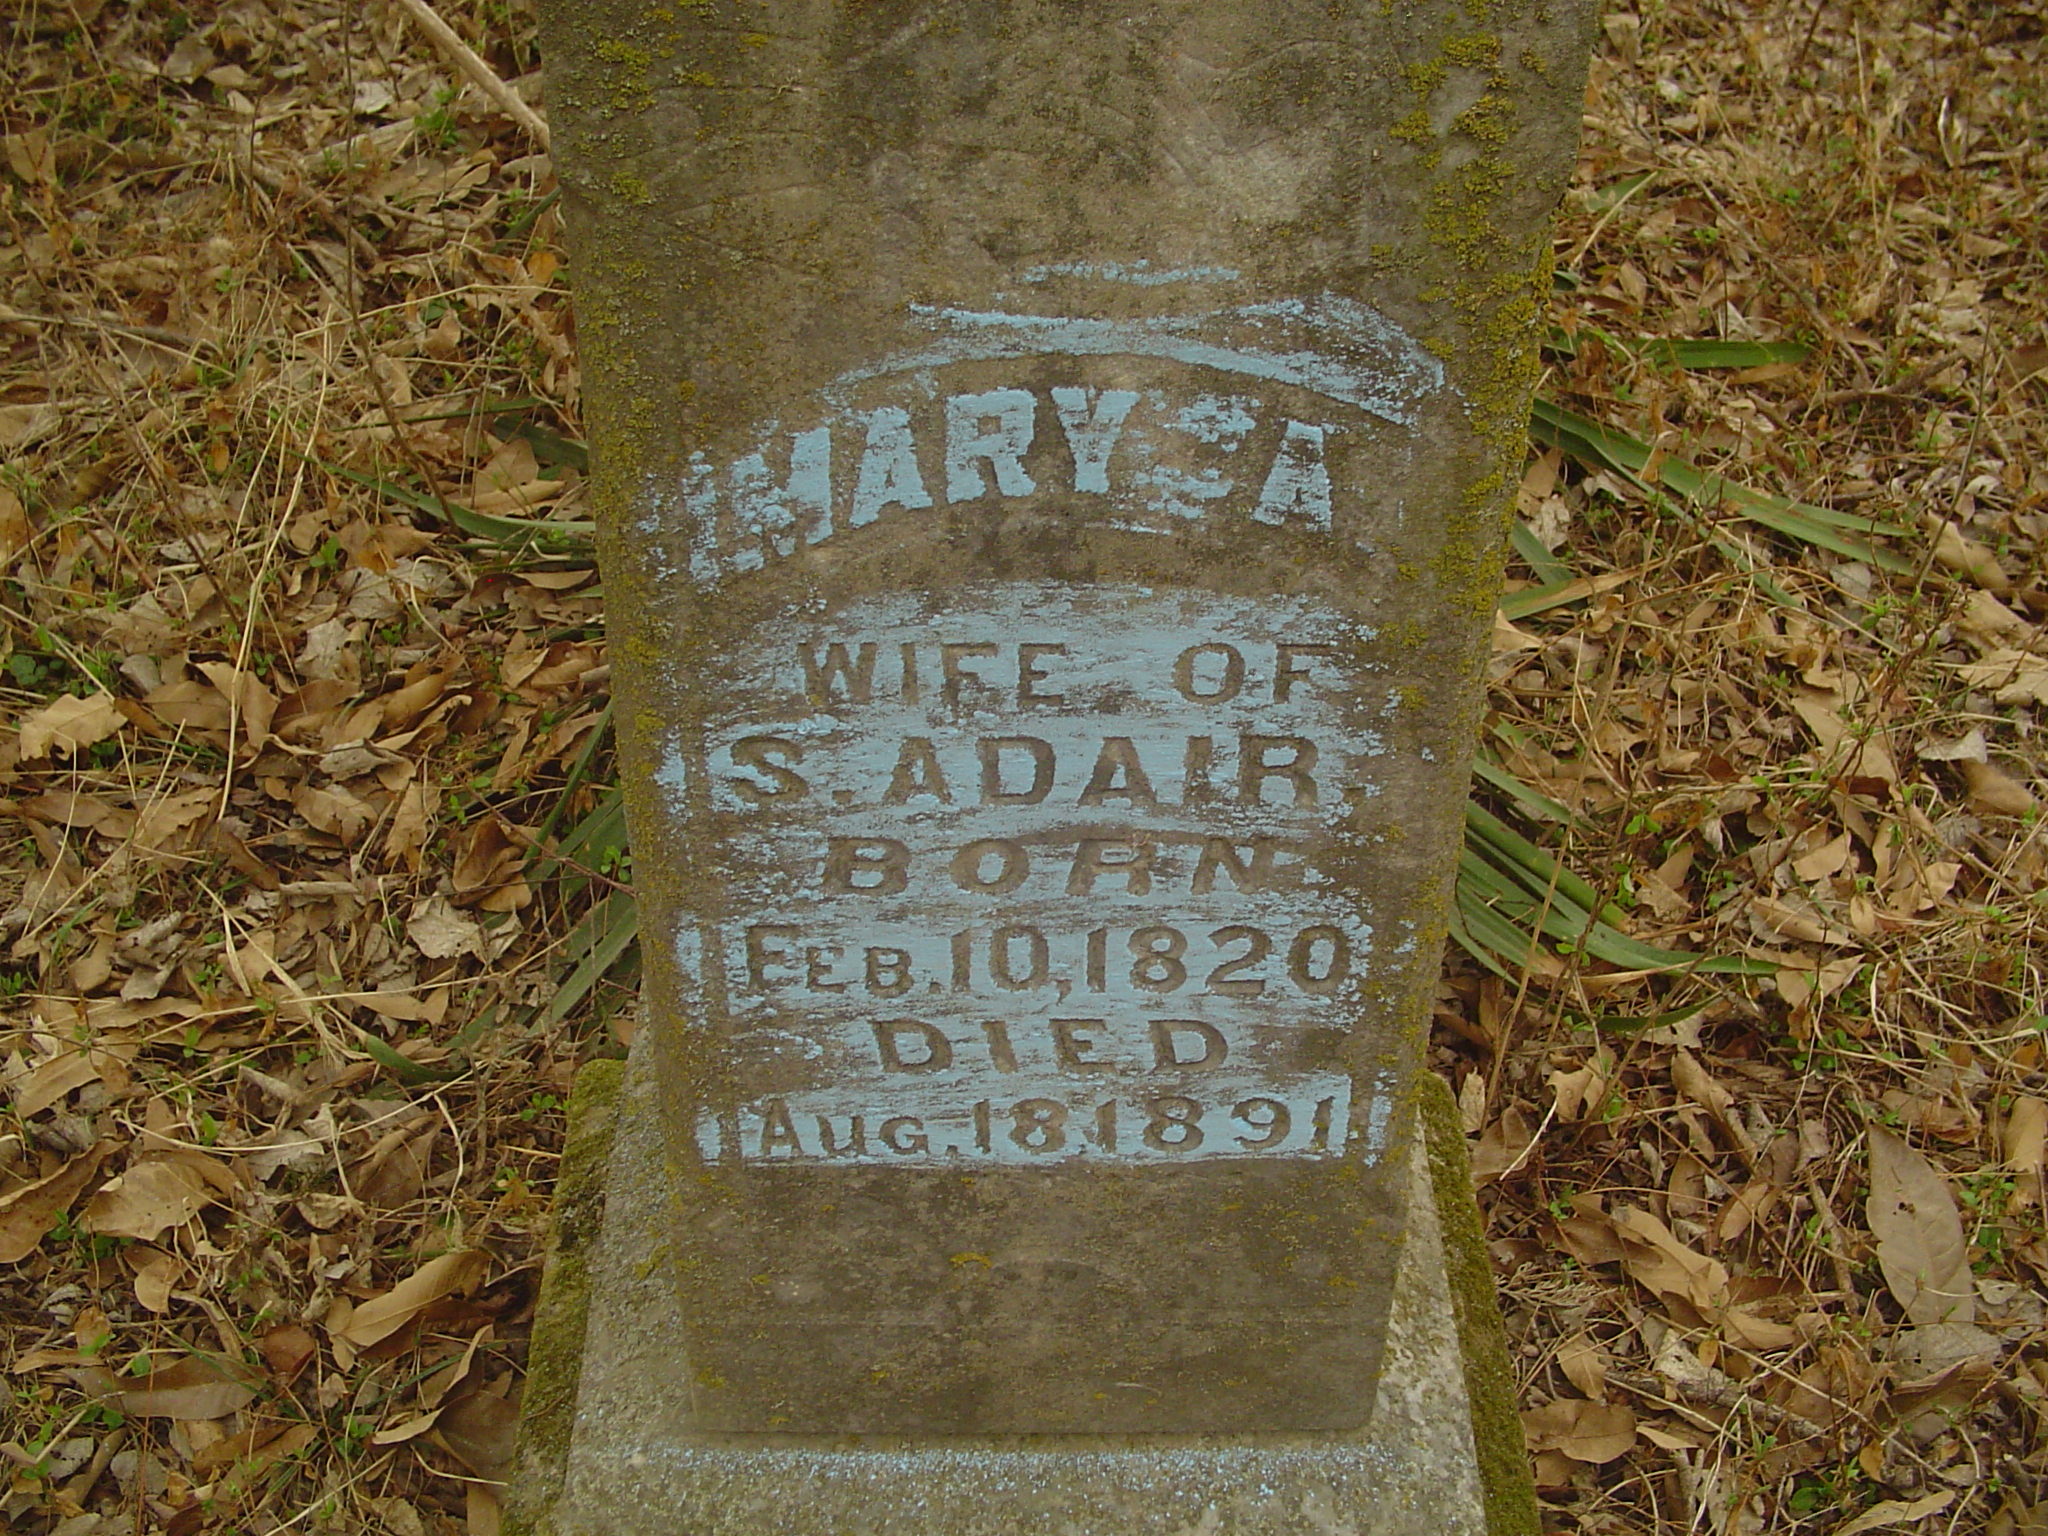 MARY A
WIFE OF
S. ADAIR.
BORN
FEB. 10, 1820
DIED
AUG. 18, 1891